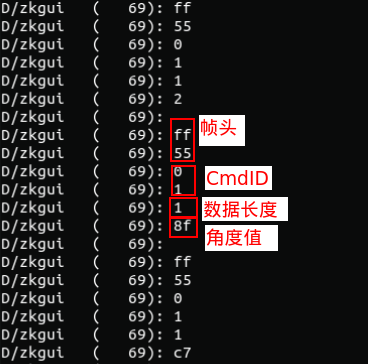 D/zkgui ( 69): ff
D/zkgui ( 69): 55
D/zkgui ( 69): 0
D/zkgui ( 69): 1
D/zkgui ( 69): 1
D/zkgui ( 69): 2
D/zkgui ( 69):
D/zkgui ( 69): ff 帧头
D/zkgui ( 69): 55
D/zkgui ( 69): 0 CmdID
D/zkgui ( 69): 1
D/zkgui ( 69): 1 数据长度
D/zkgui ( 69): 8f 角度值
D/zkgui ( 69):
D/zkgui ( 69): ff
D/zkgui ( 69): 55
D/zkgui ( 69): 0
D/zkgui ( 69): 1
D/zkgui ( 69): 1
D/zkgui ( 69): c7